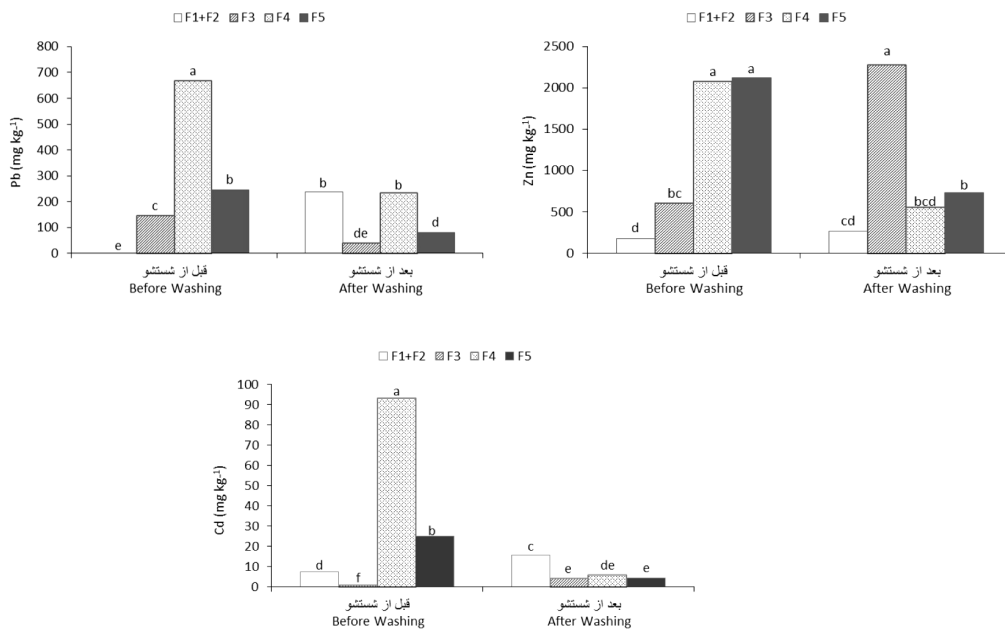 F1+F2 F3 F4 F5
Pb (mg kg-1)
800
700
600
500
400
300
200
100
0
e
c
a
b
b
de
b
d
قبل از شستشو
Before Washing
بعد از شستشو
After Washing
F1+F2 F3 F4 F5
Zn (mg kg-1)
2500
2000
1500
1000
500
0
d
bc
a
a
cd
a
bcd
b
قبل از شستشو
Before Washing
بعد از شستشو
After Washing
F1+F2 F3 F4 F5
Cd (mg kg-1)
100
90
80
70
60
50
40
30
20
10
0
d
f
a
b
c
e
de
e
قبل از شستشو
Before Washing
بعد از شستشو
After Washing